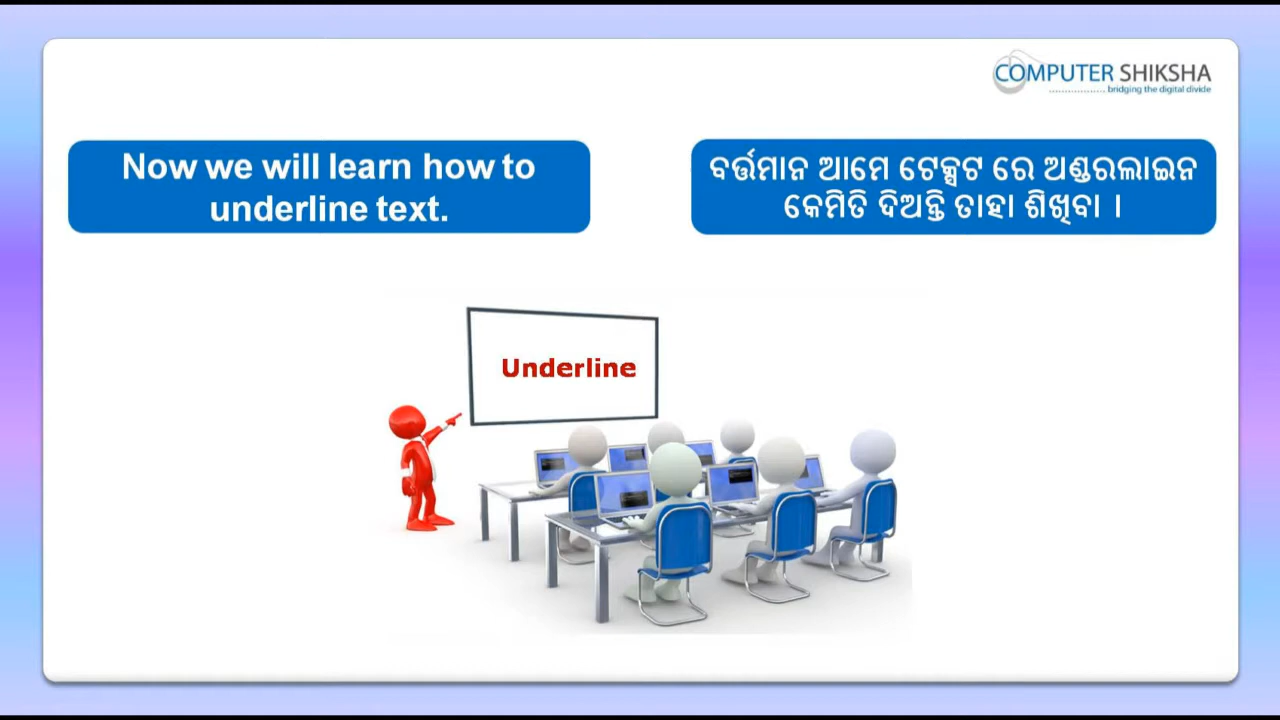 COMPUTER SHIKSHA
bridging the digital divide
Now we will learn how to
underline text.
ବର୍ତ୍ତମାନ ଆମେ ଟେକ୍ସଟ ରେ ଅଣ୍ଡରଲାଇନ
କେମିତି ଦିଅନ୍ତି ତାହା ଶିଖିବା ।
Underline